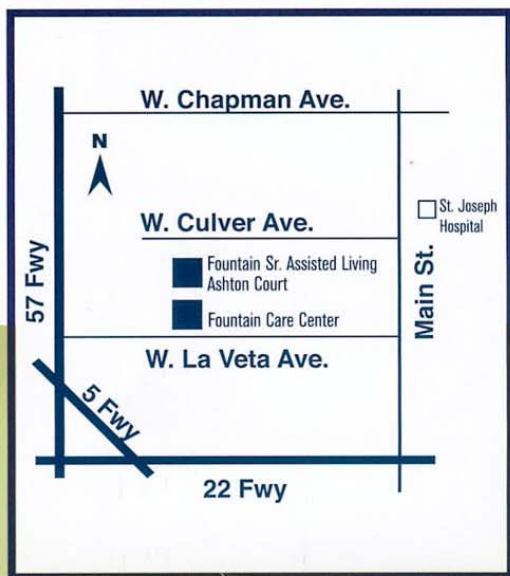 W. Chapman Ave.
N
St. Joseph
Hospital
W. Culver Ave.
Fountain Sr. Assisted Living
Ashton Court
Fountain Care Center
57 Fwy
Main St.
W. La Veta Ave.
5 Fwy
22 Fwy